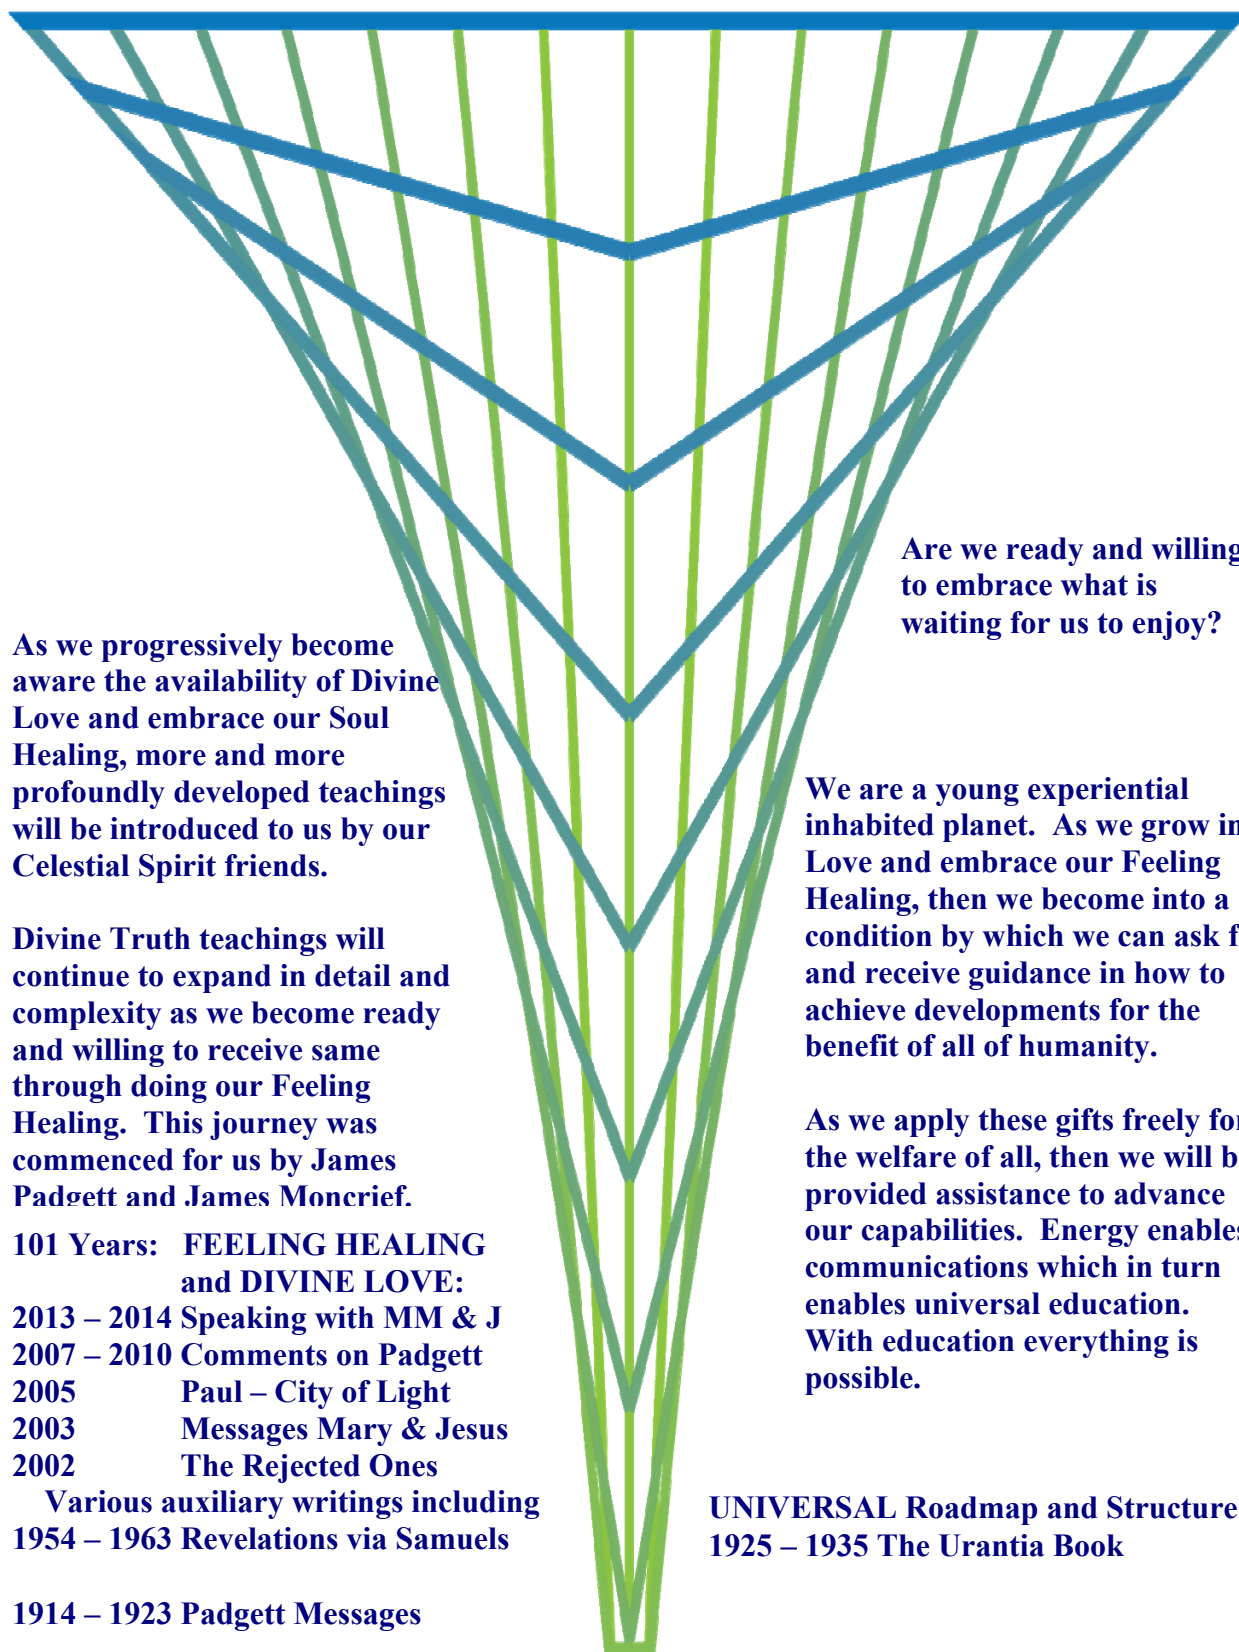 Are we ready and willing
to embrace what is
waiting for us to enjoy?
As we progressively become
aware the availability of Divine
Love and embrace our Soul
Healing, more and more
profoundly developed teachings
will be introduced to us by our
Celestial Spirit friends.
Divine Truth teachings will
continue to expand in detail and
complexity as we become ready
and willing to receive same
through doing our Feeling
Healing.  This journey was
commenced for us by James
Padgett and James Moncrief.
101 Years:   FEELING HEALING
and DIVINE LOVE:
2013 – 2014 Speaking with MM & J
2007 – 2010 Comments on Padgett
2005 Paul – City of Light
2003 Messages Mary & Jesus
2002 The Rejected Ones
Various auxiliary writings including
1954 – 1963 Revelations via Samuels
1914 – 1923 Padgett Messages
We are a young experiential
inhabited planet.  As we grow in
Love and embrace our Feeling
Healing, then we become into a
condition by which we can ask f
and receive guidance in how to
achieve developments for the
benefit of all of humanity.
As we apply these gifts freely for
the welfare of all, then we will b
provided assistance to advance
our capabilities.  Energy enables
communications which in turn
enables universal education.
With education everything is
possible.
UNIVERSAL Roadmap and Structure
1925 – 1935 The Urantia Book